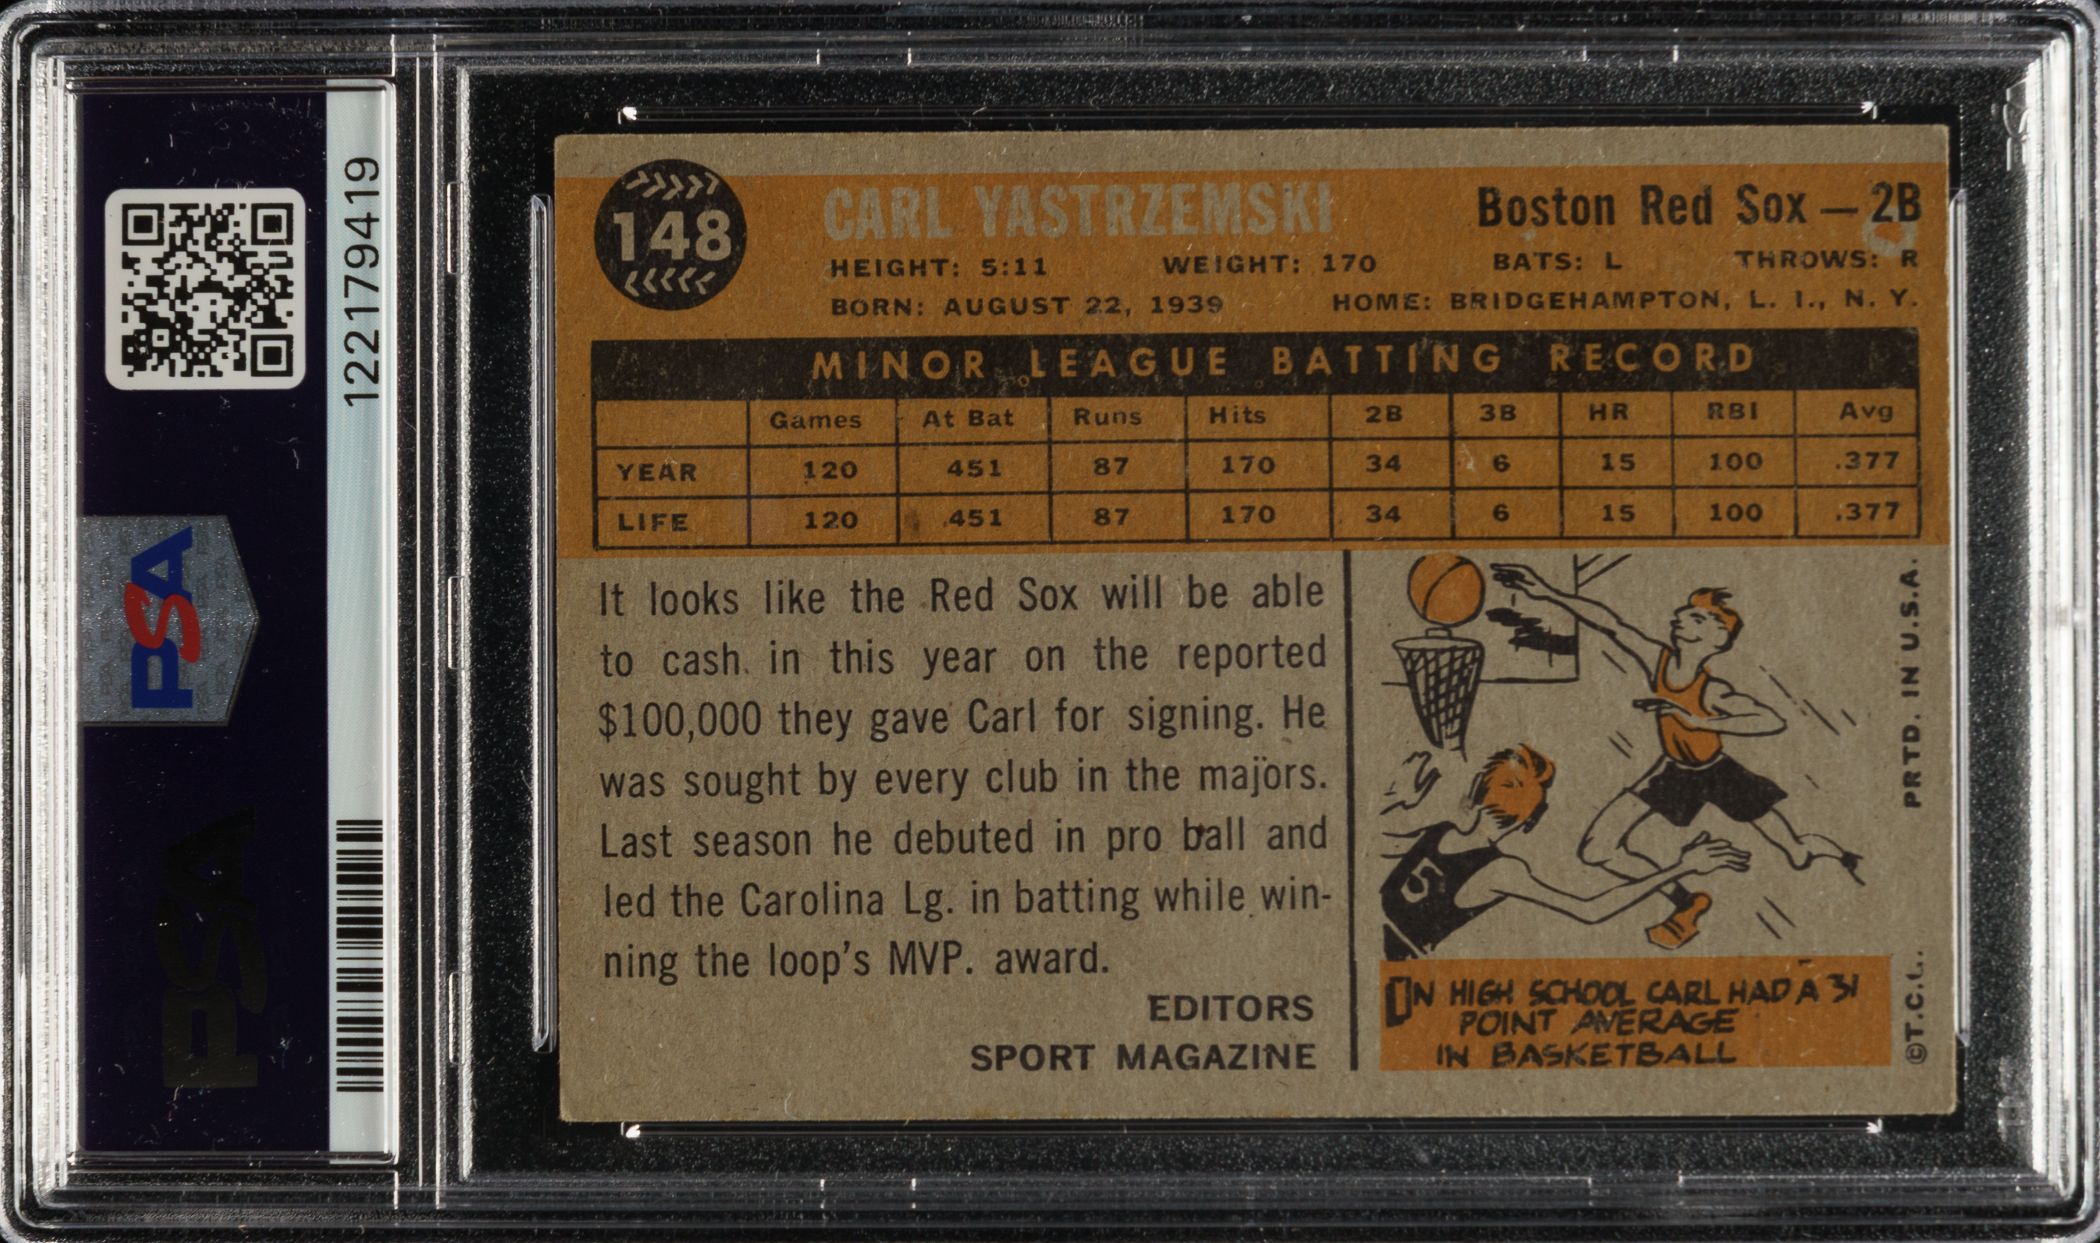 PSA
122179419
PSA
148
CARL YASTRZEMSKI
Boston Red Sox — 2B
HEIGHT: 5:11 WEIGHT: 170 BATS: L THROWS: R
BORN: AUGUST 22, 1939 HOME: BRIDGEHAMPTON, L. I., N. Y.
MINOR LEAGUE BATTING RECORD
Games At Bat Runs Hits 2B 3B HR RBI Avg
YEAR 120 451 87 170 34 6 15 100 .377
LIFE 120 451 87 170 34 6 15 100 .377
It looks like the Red Sox will be able
to cash in this year on the reported
$100,000 they gave Carl for signing. He
was sought by every club in the majors.
Last season he debuted in pro ball and
led the Carolina Lg. in batting while win-
ning the loop's MVP. award.
EDITORS
SPORT MAGAZINE
5
IN HIGH SCHOOL CARL HAD A 31
POINT AVERAGE
IN BASKETBALL
©T.C.G. PRTD. IN U.S.A.